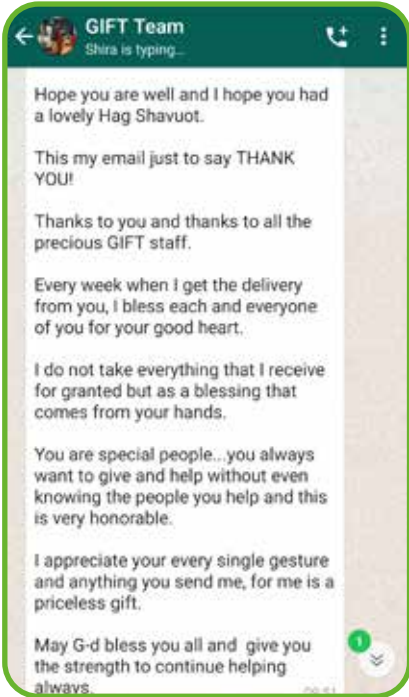 GIFT Team
Shira is typing...
Hope you are well and I hope you had
a lovely Hag Shavuot.
This my email just to say THANK
YOU!
Thanks to you and thanks to all the
precious GIFT staff.
Every week when I get the delivery
from you, I bless each and everyone
of you for your good heart.
I do not take everything that I receive
for granted but as a blessing that
comes from your hands.
You are special people...you always
want to give and help without even
knowing the people you help and this
is very honorable.
I appreciate your every single gesture
and anything you send me, for me is a
priceless gift.
May G-d bless you all and give you
the strength to continue helping
always.
1